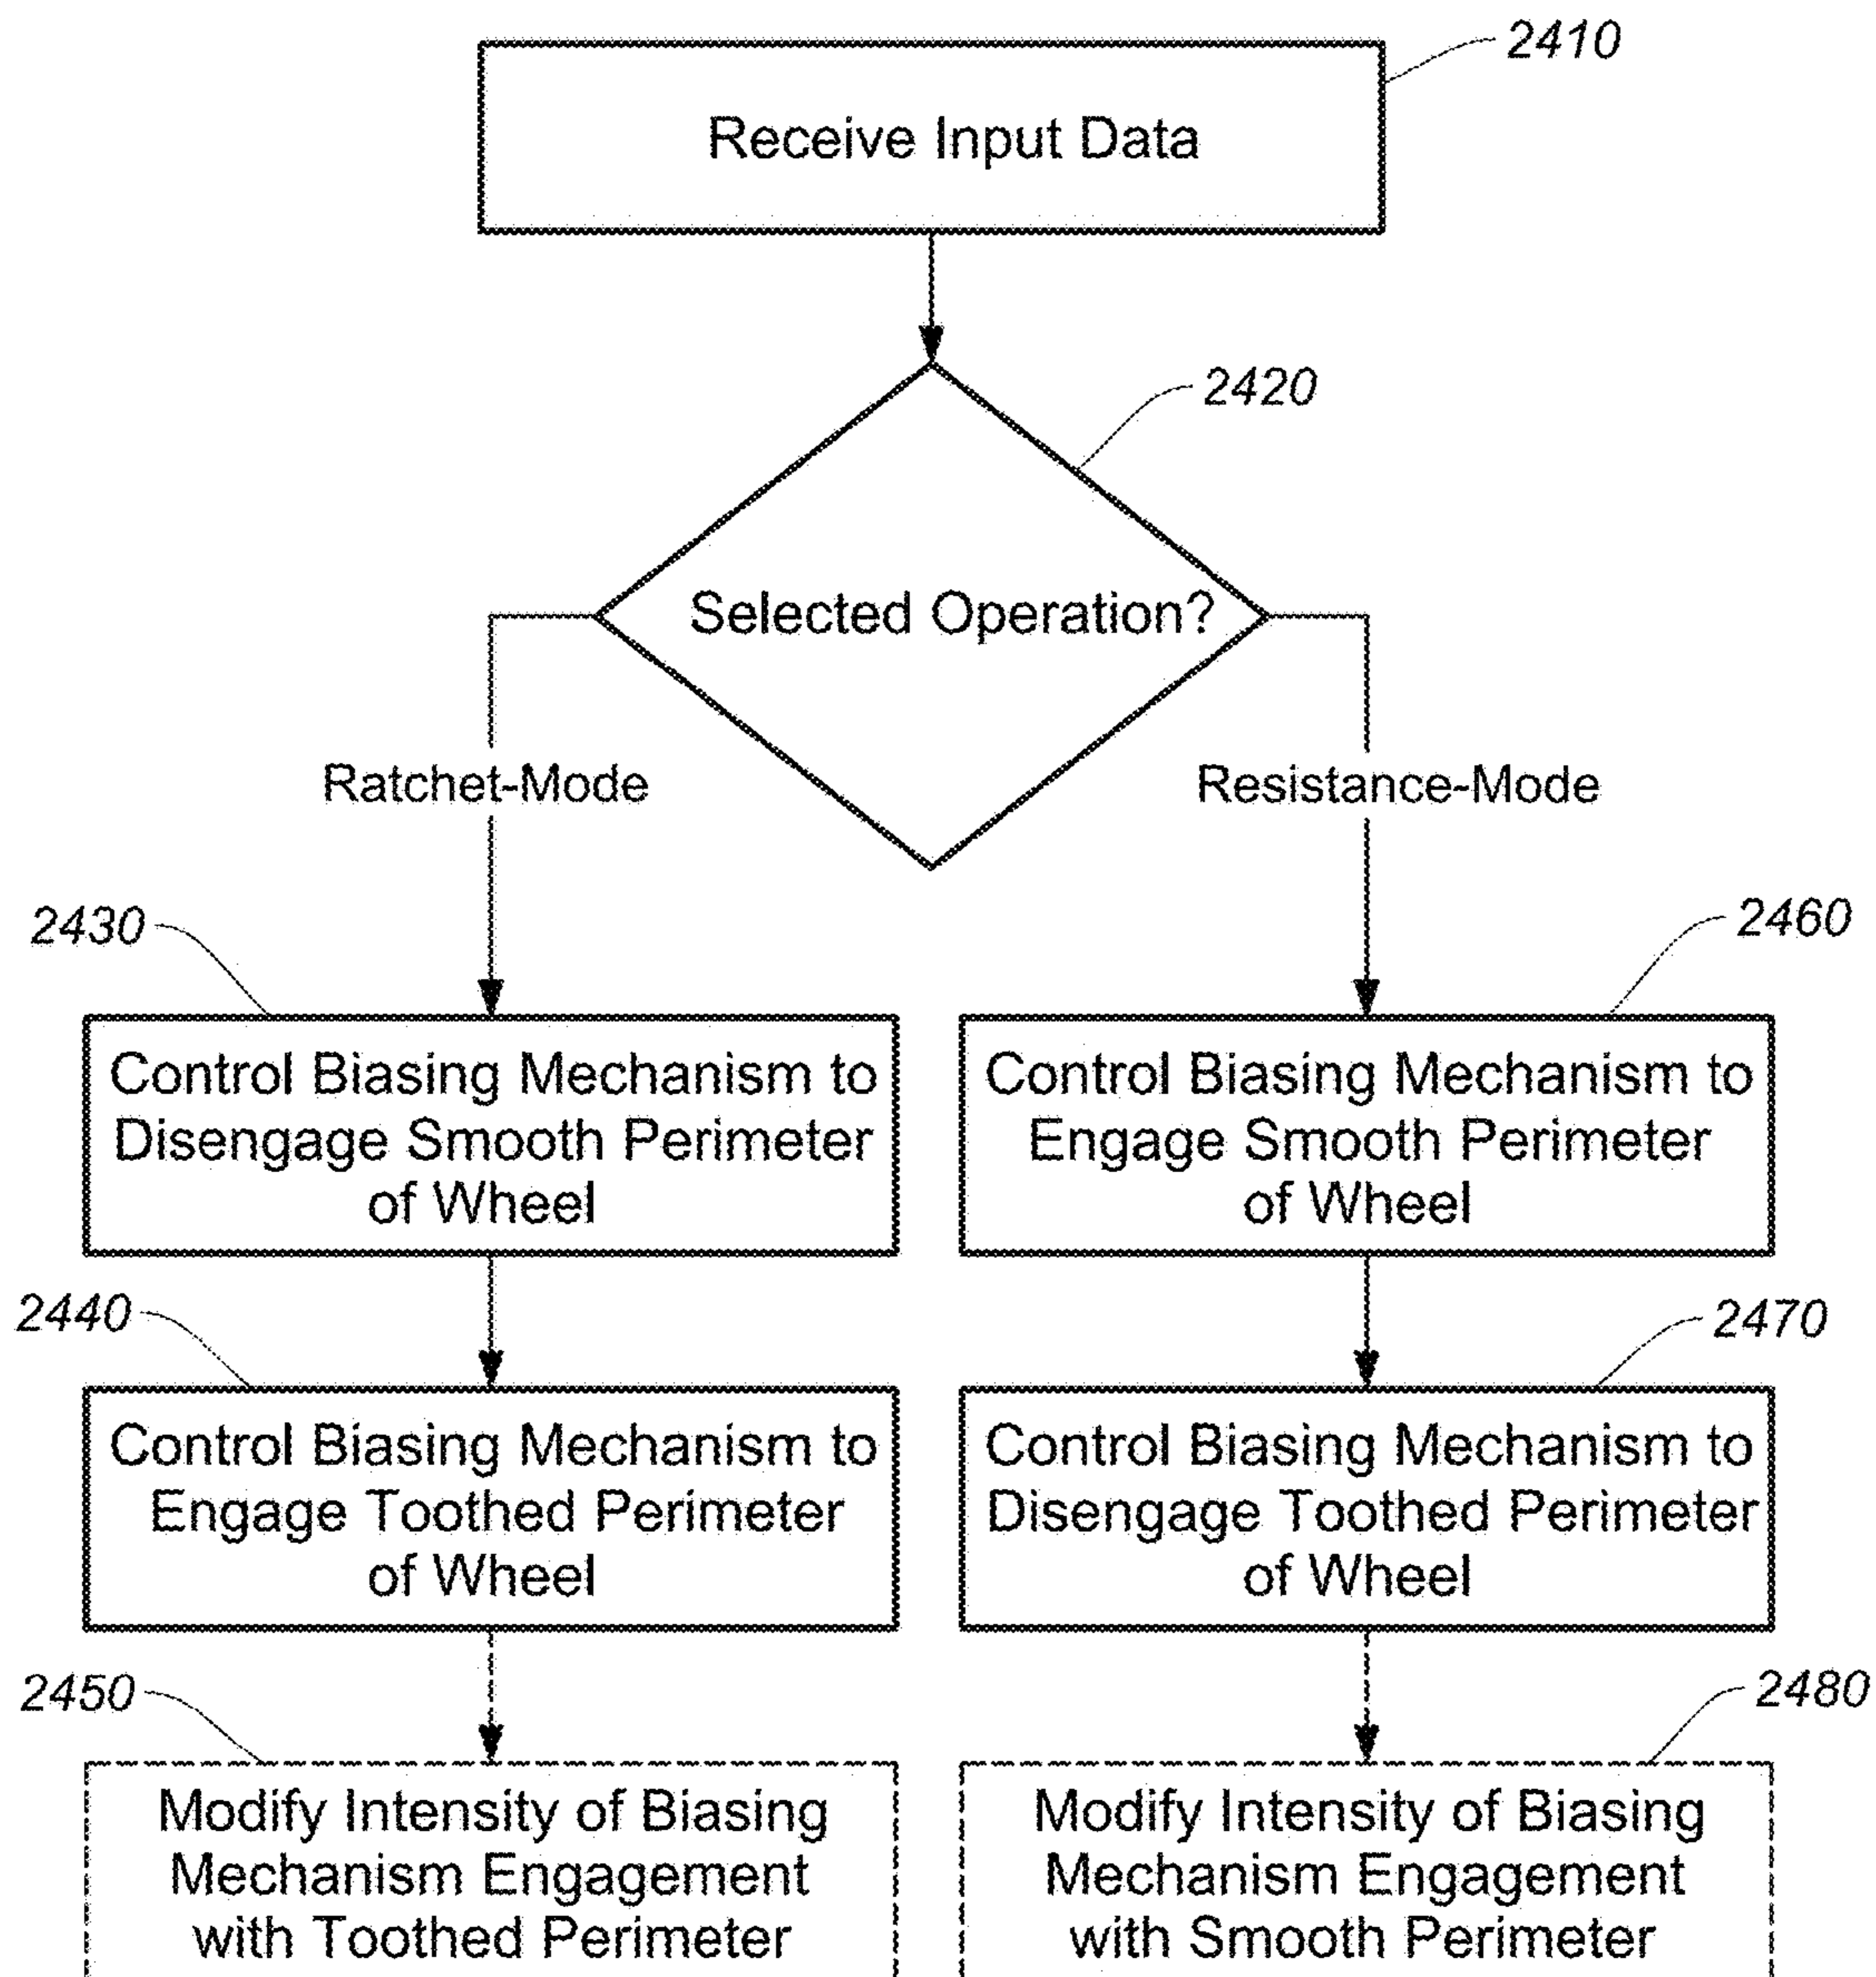 2410
Receive Input Data
2420
Selected Operation?
Ratchet-Mode
Resistance-Mode
2430
Control Biasing Mechanism to
Disengage Smooth Perimeter
of Wheel
2460
Control Biasing Mechanism to
Engage Smooth Perimeter
of Wheel
2440
Control Biasing Mechanism to
Engage Toothed Perimeter
of Wheel
2470
Control Biasing Mechanism to
Disengage Toothed Perimeter
of Wheel
2450
Modify Intensity of Biasing
Mechanism Engagement
with Toothed Perimeter
2480
Modify Intensity of Biasing
Mechanism Engagement
with Smooth Perimeter